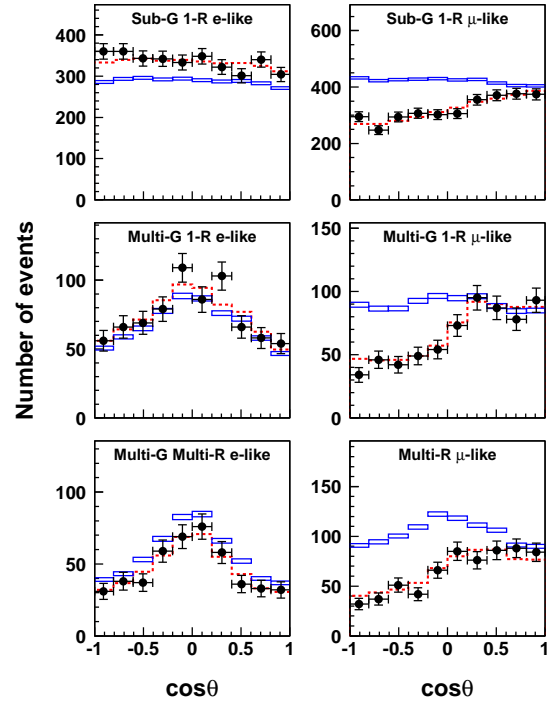 Sub-G 1-R e-like
Sub-G 1-R μ-like
400
300
200
100
0
600
400
200
0
Multi-G 1-R e-like
Multi-G 1-R μ-like
100
50
0
150
100
50
0
Multi-G Multi-R e-like
Multi-R μ-like
100
50
0
150
100
50
0
-1 -0.5 0 0.5 1
-1 -0.5 0 0.5 1
cosθ
cosθ
Number of events